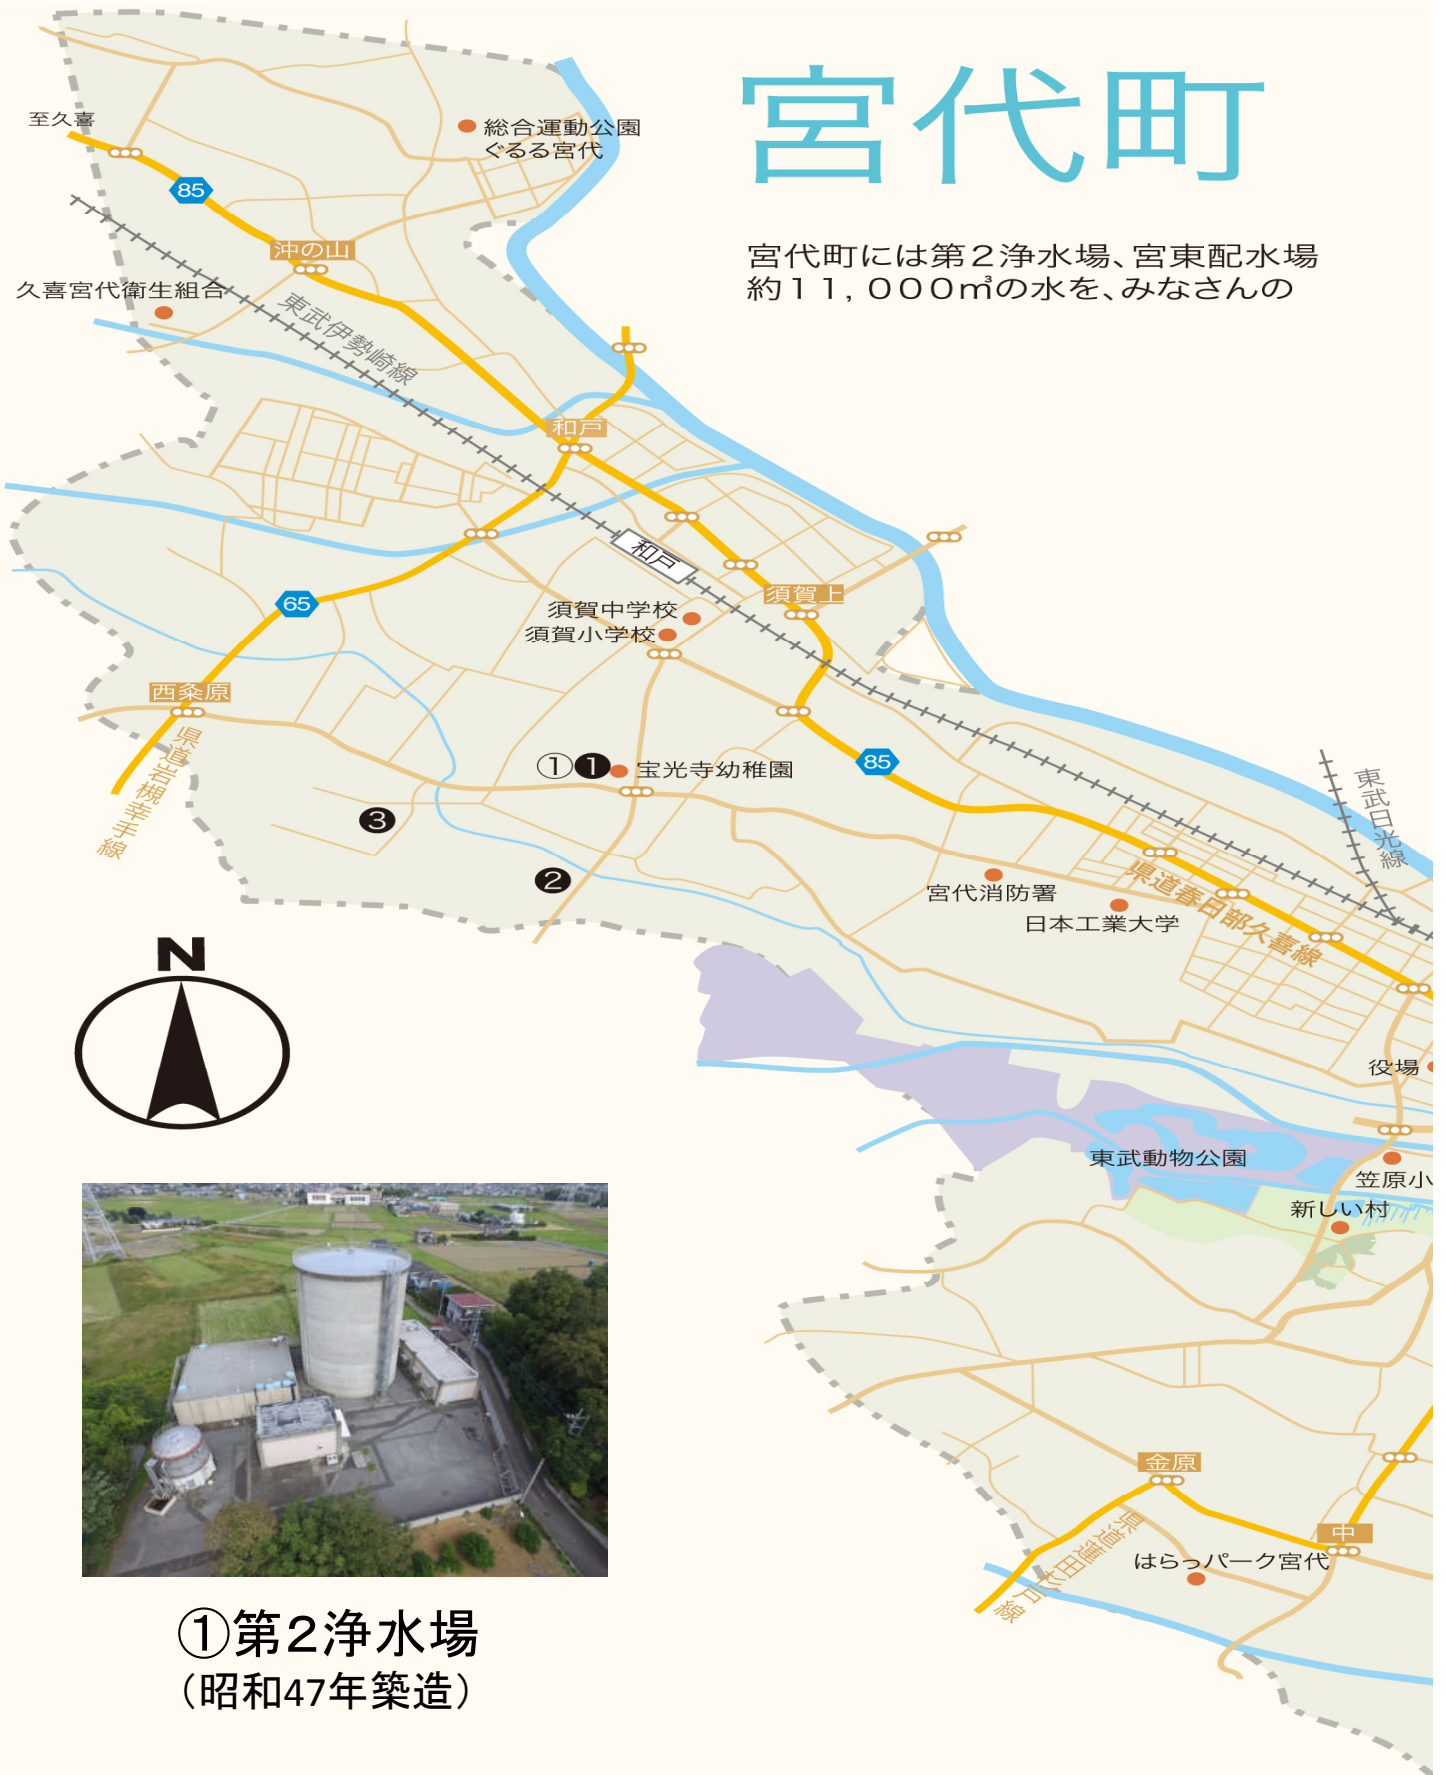 宮代町
宮代町には第2浄水場、宮東配水場
約11,000㎥の水を、みなさんの
至久喜
85
総合運動公園
ぐるる宮代
沖の山
久喜宮代衛生組合
東武伊勢崎線
和戸
和戸
須賀上
65
須賀中学校
須賀小学校
西粂原
県道岩槻幸手線
①❶
宝光寺幼稚園
85
❸
❷
東武日光線
宮代消防署
日本工業大学
県道春日部久喜線
N
役場
東武動物公園
笠原小
新しい村
金原
中
県道蓮田杉戸線
はらっパーク宮代
①第2浄水場
（昭和47年築造）